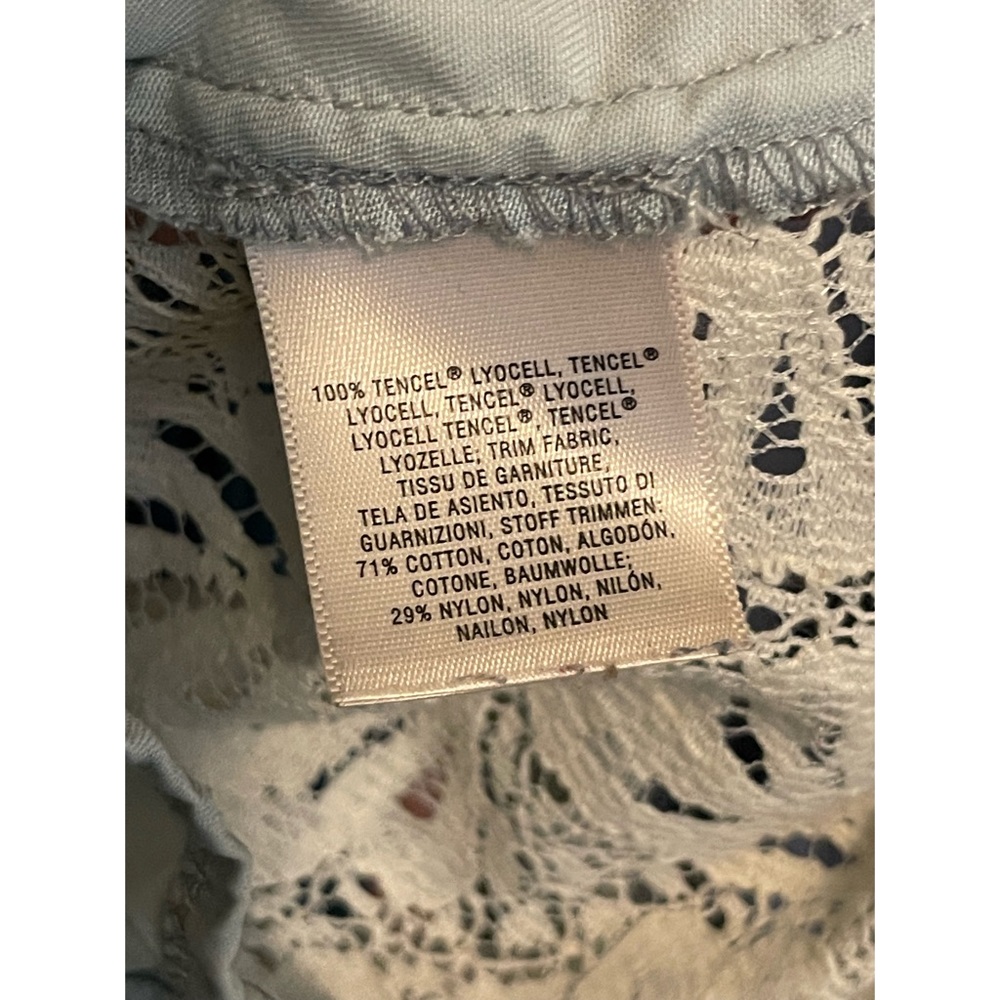 100% TENCEL® LYOCELL, TENCEL®
LYOCELL, TENCEL® LYOCELL,
LYOCELL TENCEL®, TENCEL®
LYOZELLE; TRIM FABRIC,
TISSU DE GARNITURE,
TELA DE ASIENTO, TESSUTO DI
GUARNIZIONI, STOFF TRIMMEN:
71% COTTON, COTON, ALGODÓN,
COTONE, BAUMWOLLE;
29% NYLON, NYLON, NILÓN,
NAILON, NYLON